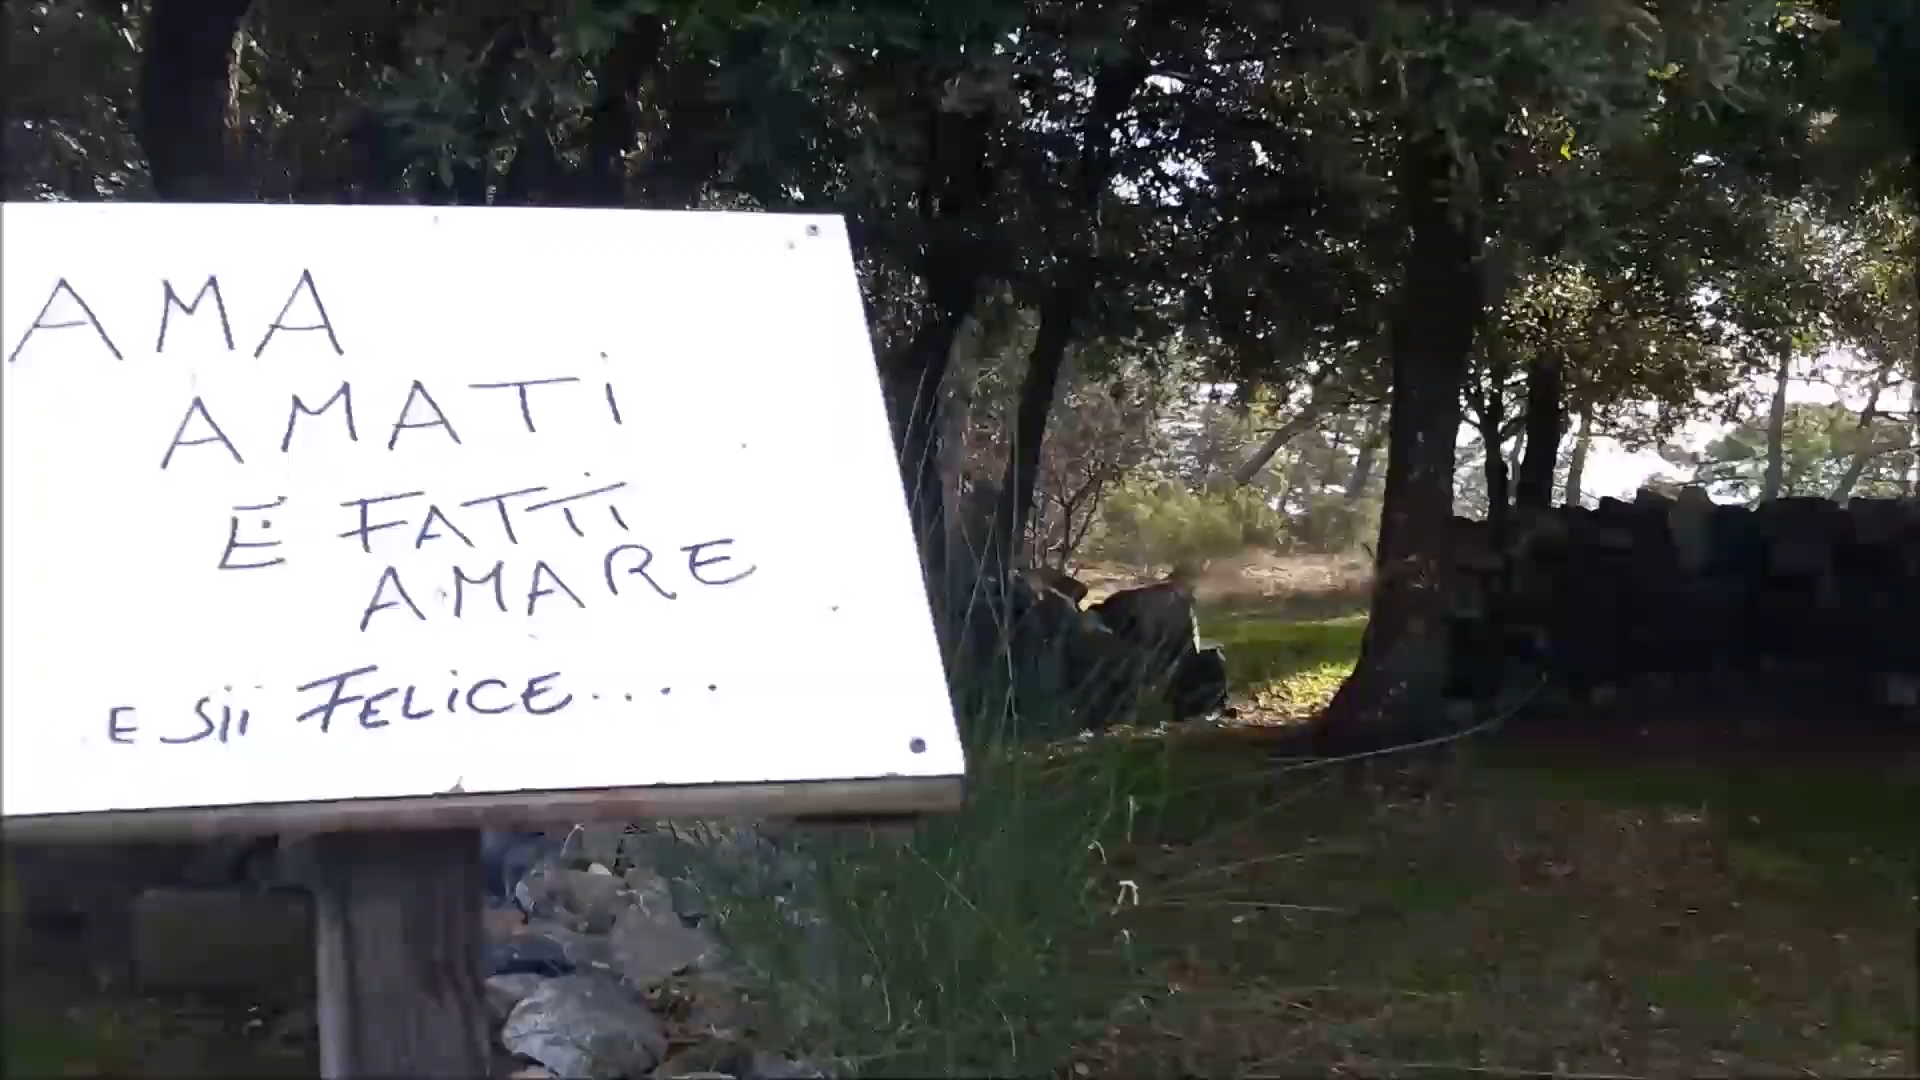 AMA
AMATI
E FATTI
AMARE
E Sii FELiCE....